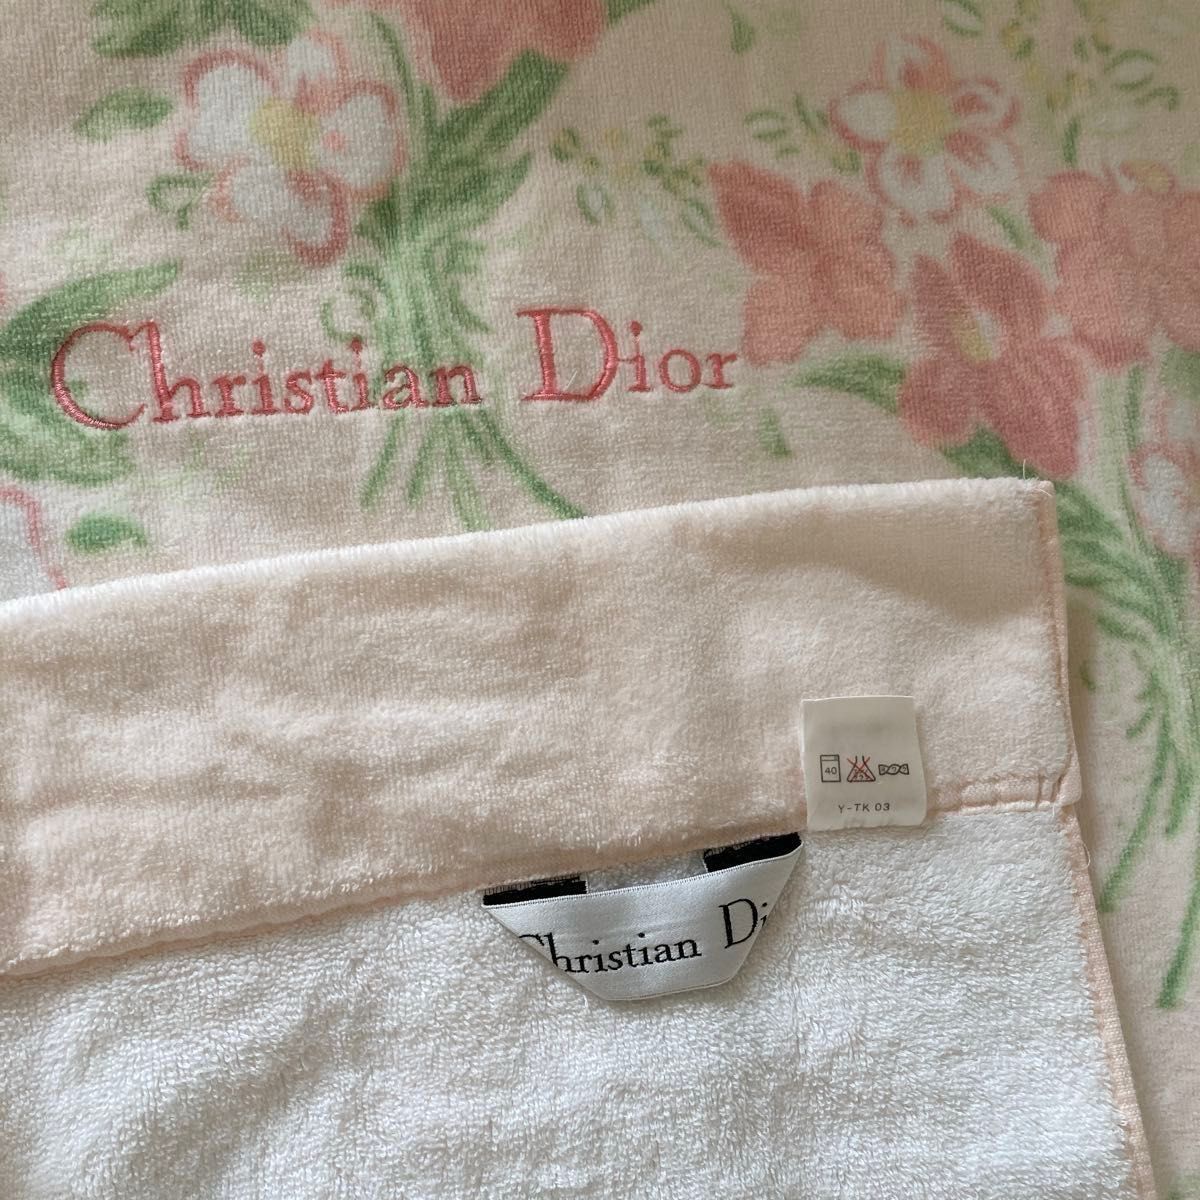 Christian Dior
40
Y-TK 03
Christian Di